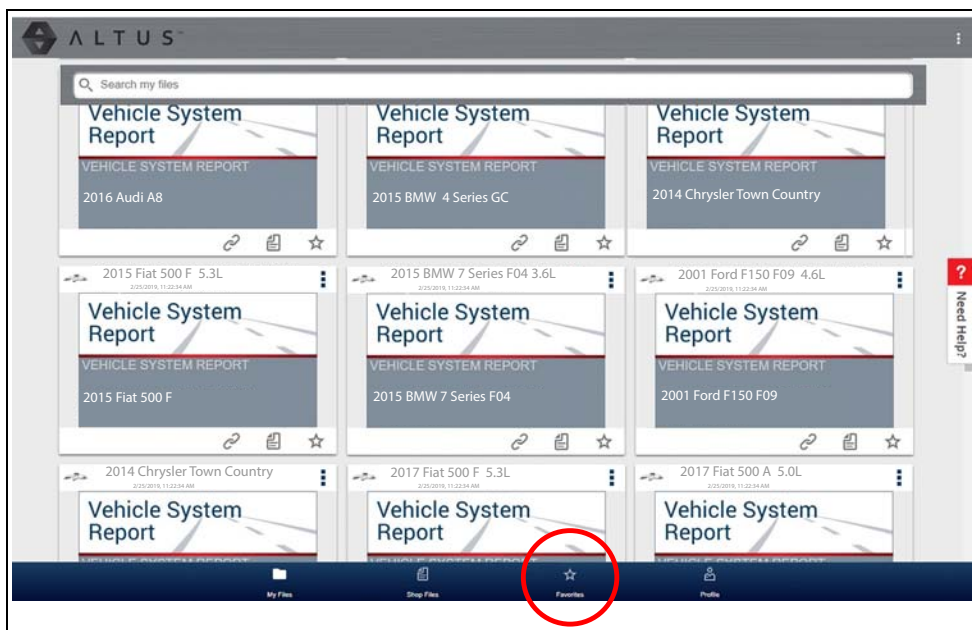 ALTUS
Search my files
Vehicle System
Report
VEHICLE SYSTEM REPORT
2016 Audi A8
Vehicle System
Report
VEHICLE SYSTEM REPORT
2015 BMW 4 Series GC
Vehicle System
Report
VEHICLE SYSTEM REPORT
2014 Chrysler Town Country
2015 Fiat 500 F 5.3L
2/25/2019, 11:22:34 AM
Vehicle System
Report
VEHICLE SYSTEM REPORT
2015 Fiat 500 F
2015 BMW 7 Series F04 3.6L
2/25/2019, 11:22:34 AM
Vehicle System
Report
VEHICLE SYSTEM REPORT
2015 BMW 7 Series F04
2001 Ford F150 F09 4.6L
2/25/2019, 11:22:34 AM
Vehicle System
Report
VEHICLE SYSTEM REPORT
2001 Ford F150 F09
2014 Chrysler Town Country
2/25/2019, 11:22:34 AM
Vehicle System
Report
2017 Fiat 500 F 5.3L
2/25/2019, 11:22:34 AM
Vehicle System
Report
2017 Fiat 500 A 5.0L
2/25/2019, 11:22:34 AM
Vehicle System
Report
? Need Help?
My Files
Shop Files
Favorites
Profile